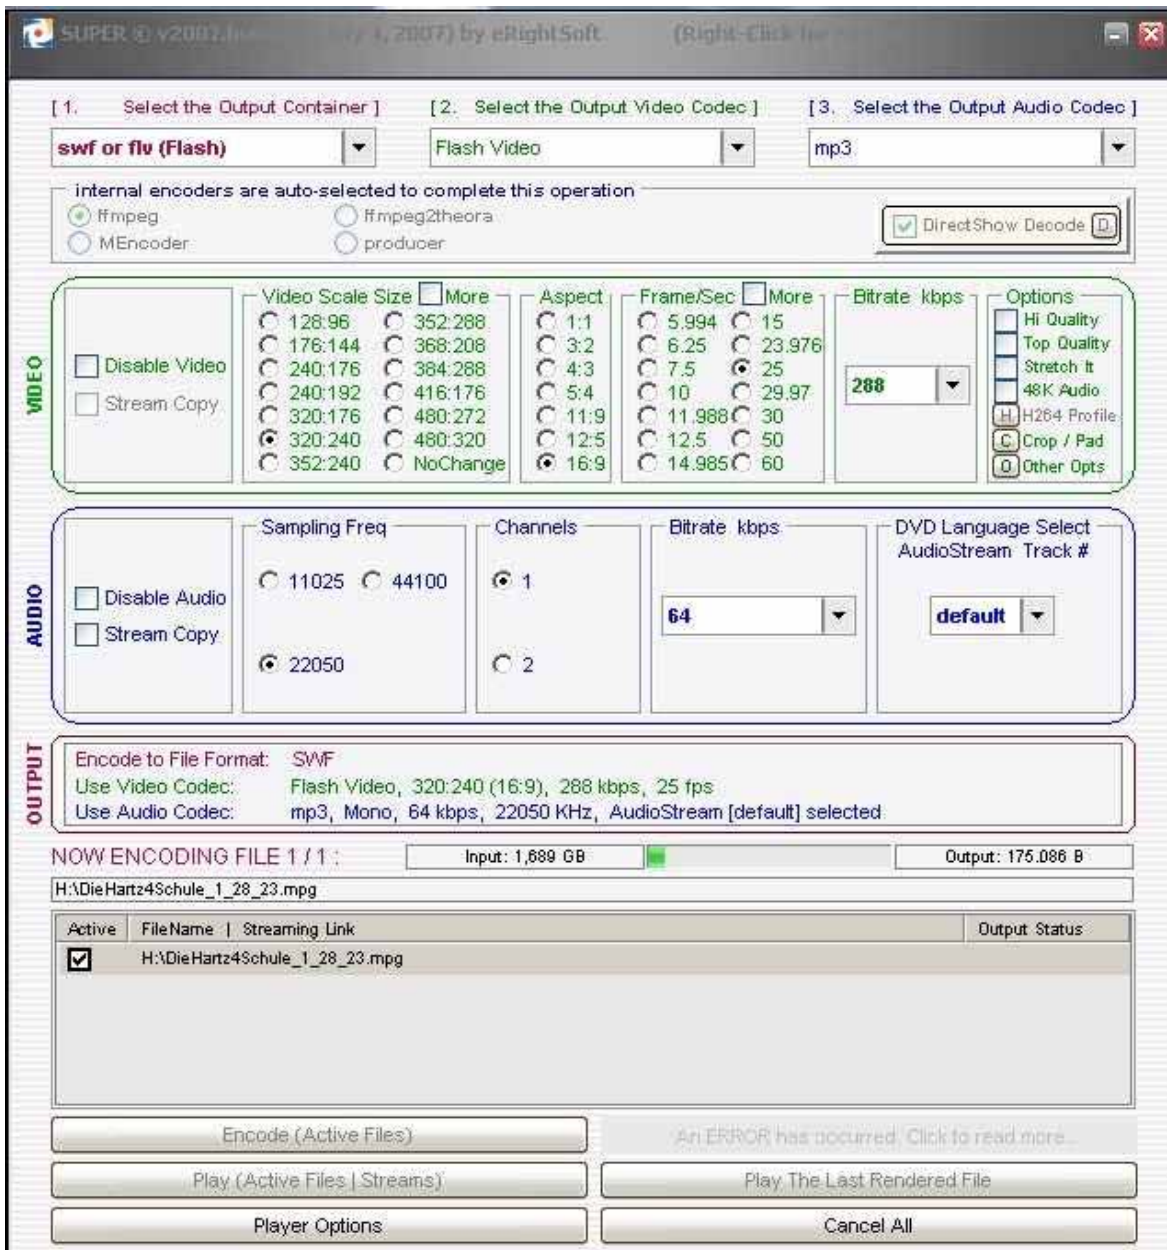 SUPER © v2007. 4, 2007) by eRightSoft (Right-Click for
[ 1. Select the Output Container ] [ 2. Select the Output Video Codec ] [ 3. Select the Output Audio Codec ]
swf or flv (Flash) Flash Video mp3
internal encoders are auto-selected to complete this operation
ffmpeg ffmpeg2theora
MEncoder producer
DirectShow Decode D
VIDEO
Disable Video
Stream Copy
Video Scale Size More
128:96 352:288
176:144 368:208
240:176 384:288
240:192 416:176
320:176 480:272
320:240 480:320
352:240 NoChange
Aspect
1:1
3:2
4:3
5:4
11:9
12:5
16:9
Frame/Sec More
5.994 15
6.25 23.976
7.5 25
10 29.97
11.988 30
12.5 50
14.985 60
Bitrate kbps
288
Options
Hi Quality
Top Quality
Stretch It
48K Audio
H H264 Profile
C Crop / Pad
O Other Opts
AUDIO
Disable Audio
Stream Copy
Sampling Freq
11025 44100
22050
Channels
1
2
Bitrate kbps
64
DVD Language Select
AudioStream Track #
default
OUTPUT
Encode to File Format: SWF
Use Video Codec: Flash Video, 320:240 (16:9), 288 kbps, 25 fps
Use Audio Codec: mp3, Mono, 64 kbps, 22050 KHz, AudioStream [default] selected
NOW ENCODING FILE 1 / 1 : Input: 1,689 GB Output: 175.086 B
H:\DieHartz4Schule_1_28_23.mpg
Active FileName | Streaming Link Output Status
H:\DieHartz4Schule_1_28_23.mpg
Encode (Active Files) An ERROR has occurred. Click to read more...
Play (Active Files | Streams) Play The Last Rendered File
Player Options Cancel All